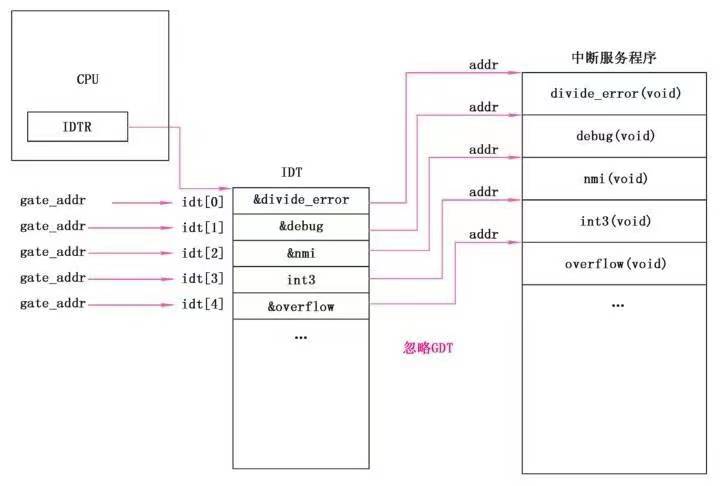 CPU
IDTR
IDT
gate_addr idt[0] &divide_error
gate_addr idt[1] &debug
gate_addr idt[2] &nmi
gate_addr idt[3] int3
gate_addr idt[4] &overflow
...
忽略GDT
中断服务程序
addr divide_error(void)
addr debug(void)
addr nmi(void)
addr int3(void)
addr overflow(void)
...